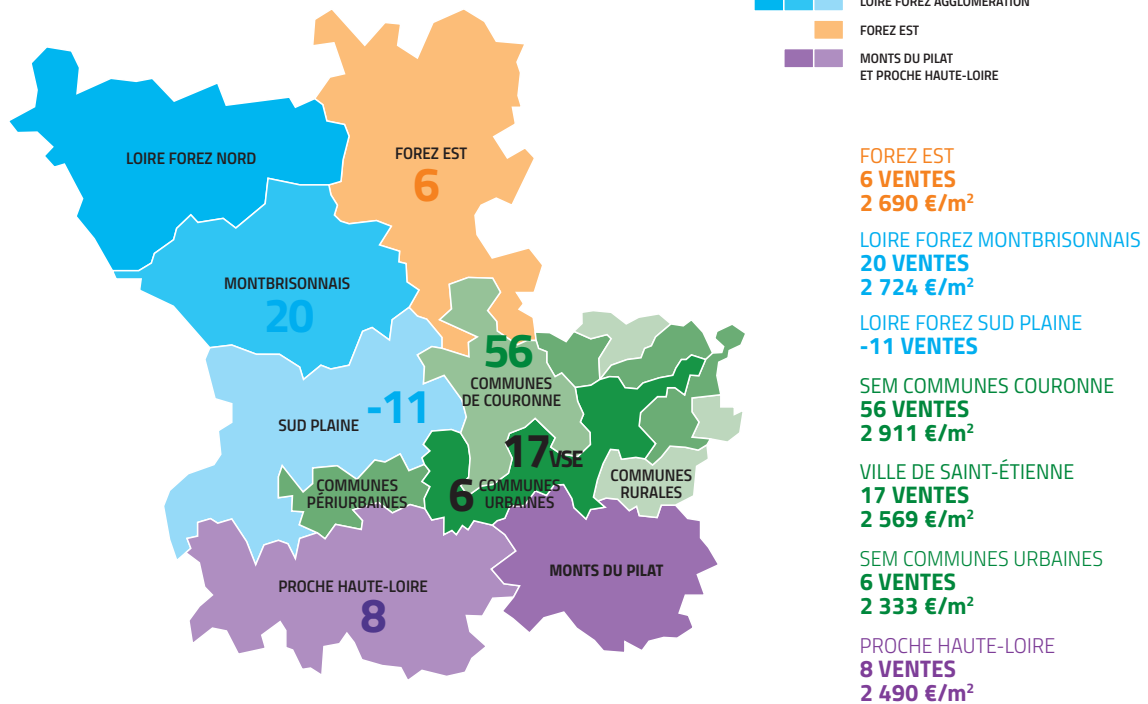 LOIRE FOREZ AGGLOMÉRATION
FOREZ EST
MONTS DU PILAT
ET PROCHE HAUTE-LOIRE
LOIRE FOREZ NORD
FOREZ EST
6
MONTBRISONNAIS
20
56
COMMUNES
DE COURONNE
-11
SUD PLAINE
17 VSE
COMMUNES
PÉRIURBAINES
6 COMMUNES
URBAINES
COMMUNES
RURALES
MONTS DU PILAT
PROCHE HAUTE-LOIRE
8
FOREZ EST
6 VENTES
2 690 €/m²
LOIRE FOREZ MONTBRISONNAIS
20 VENTES
2 724 €/m²
LOIRE FOREZ SUD PLAINE
-11 VENTES
SEM COMMUNES COURONNE
56 VENTES
2 911 €/m²
VILLE DE SAINT-ÉTIENNE
17 VENTES
2 569 €/m²
SEM COMMUNES URBAINES
6 VENTES
2 333 €/m²
PROCHE HAUTE-LOIRE
8 VENTES
2 490 €/m²